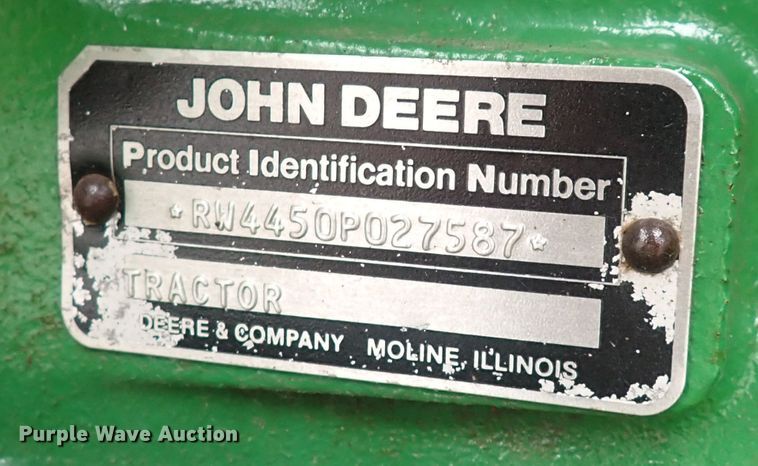 JOHN DEERE
Product Identification Number
*RW4450P027587*
TRACTOR
DEERE & COMPANY MOLINE, ILLINOIS
Purple Wave Auction